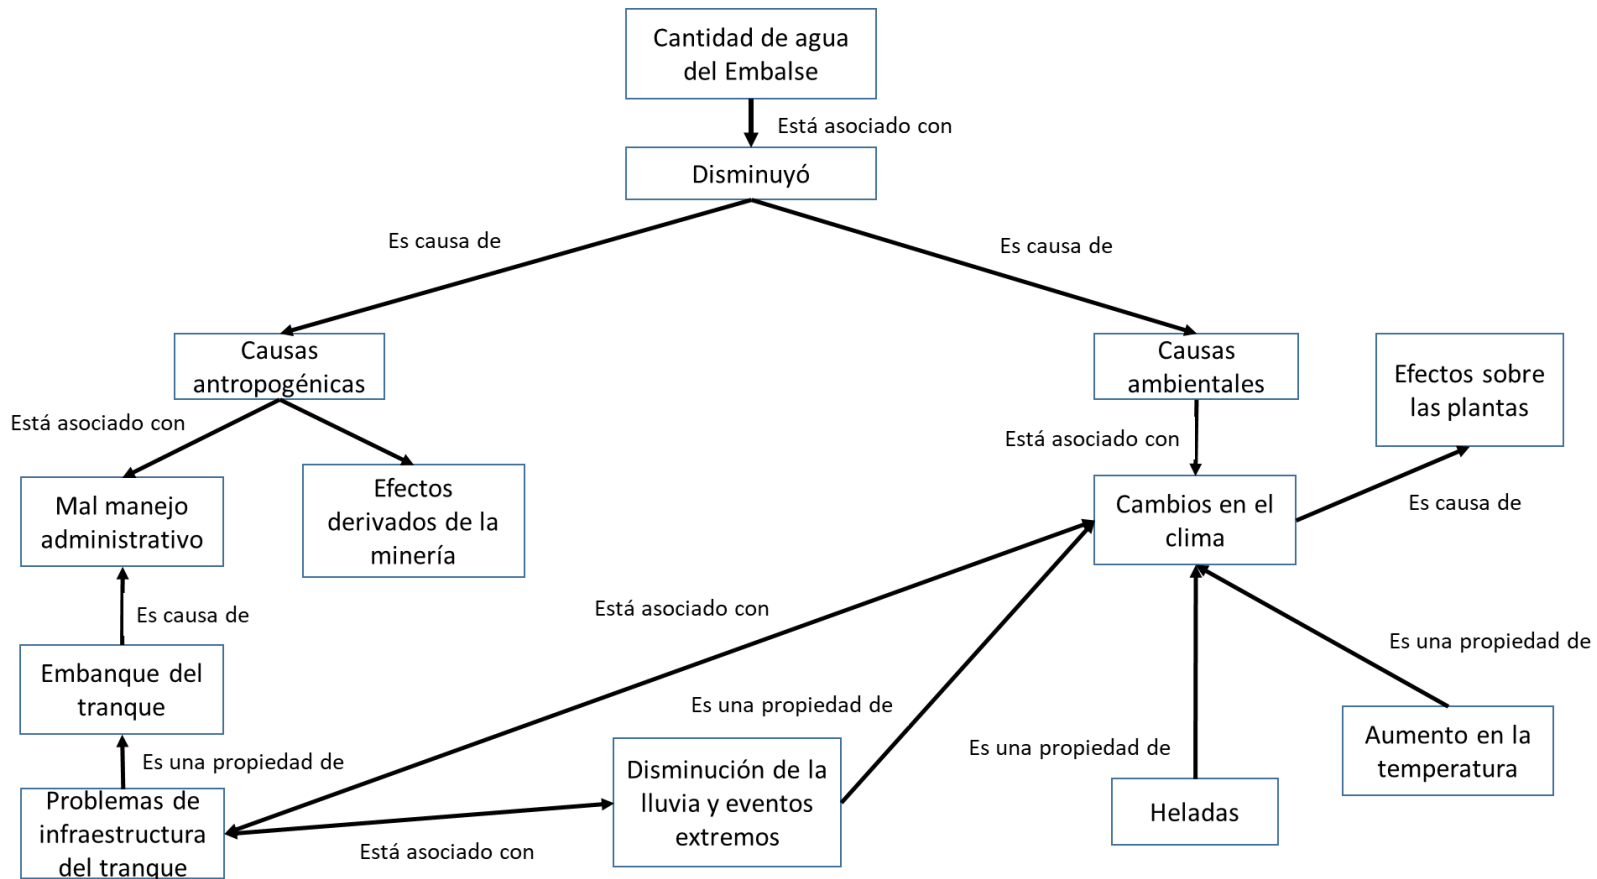 Cantidad de agua
del Embalse
Está asociado con
Disminuyó
Es causa de
Es causa de
Causas
antropogénicas
Causas
ambientales
Efectos sobre
las plantas
Está asociado con
Está asociado con
Mal manejo
administrativo
Efectos
derivados de la
minería
Cambios en el
clima
Es causa de
Está asociado con
Es causa de
Es una propiedad de
Embanque del
tranque
Es una propiedad de
Es una propiedad de
Es una propiedad de
Aumento en la
temperatura
Problemas de
infraestructura
del tranque
Disminución de la
lluvia y eventos
extremos
Heladas
Está asociado con